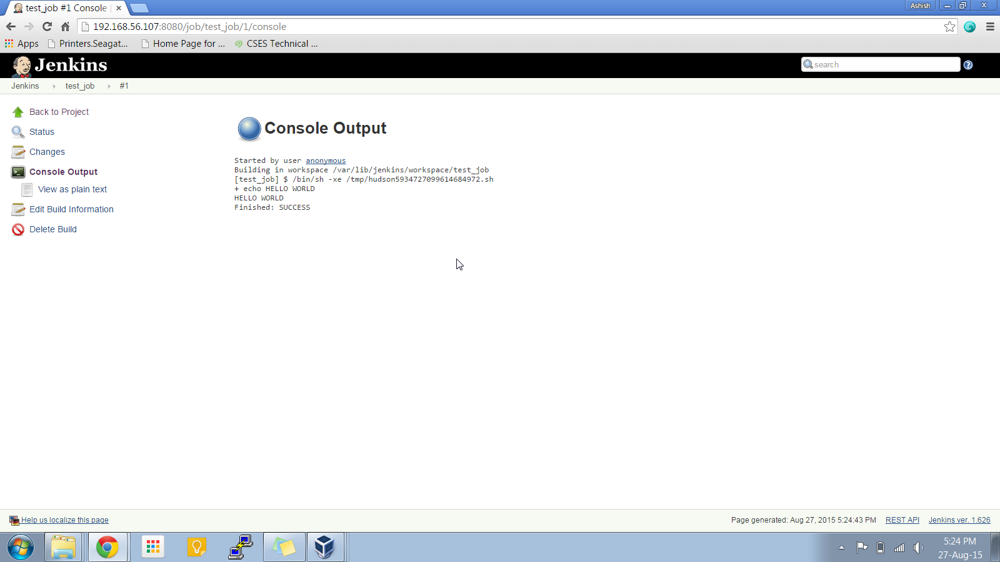 test_job #1 Console
Ashish
192.168.56.107:8080/job/test_job/1/console
Apps Printers.Seagat... Home Page for ... CSES Technical ...
Jenkins
search
Jenkins test_job #1
Back to Project
Status
Changes
Console Output
View as plain text
Edit Build Information
Delete Build
Console Output
Started by user anonymous
Building in workspace /var/lib/jenkins/workspace/test_job
[test_job] $ /bin/sh -xe /tmp/hudson5934727099614684972.sh
+ echo HELLO WORLD
HELLO WORLD
Finished: SUCCESS
Help us localize this page
Page generated: Aug 27, 2015 5:24:43 PM REST API Jenkins ver. 1.626
5:24 PM
27-Aug-15